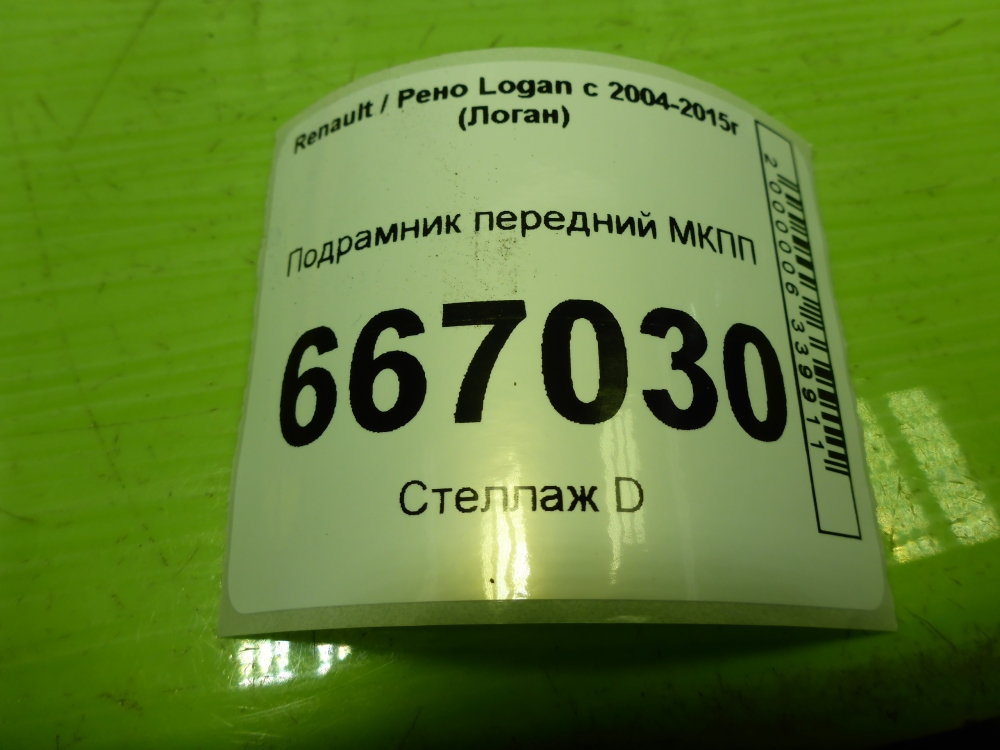 Renault / Рено Logan с 2004-2015г
(Логан)
Подрамник передний МКПП
667030
Стеллаж D
2000006339911